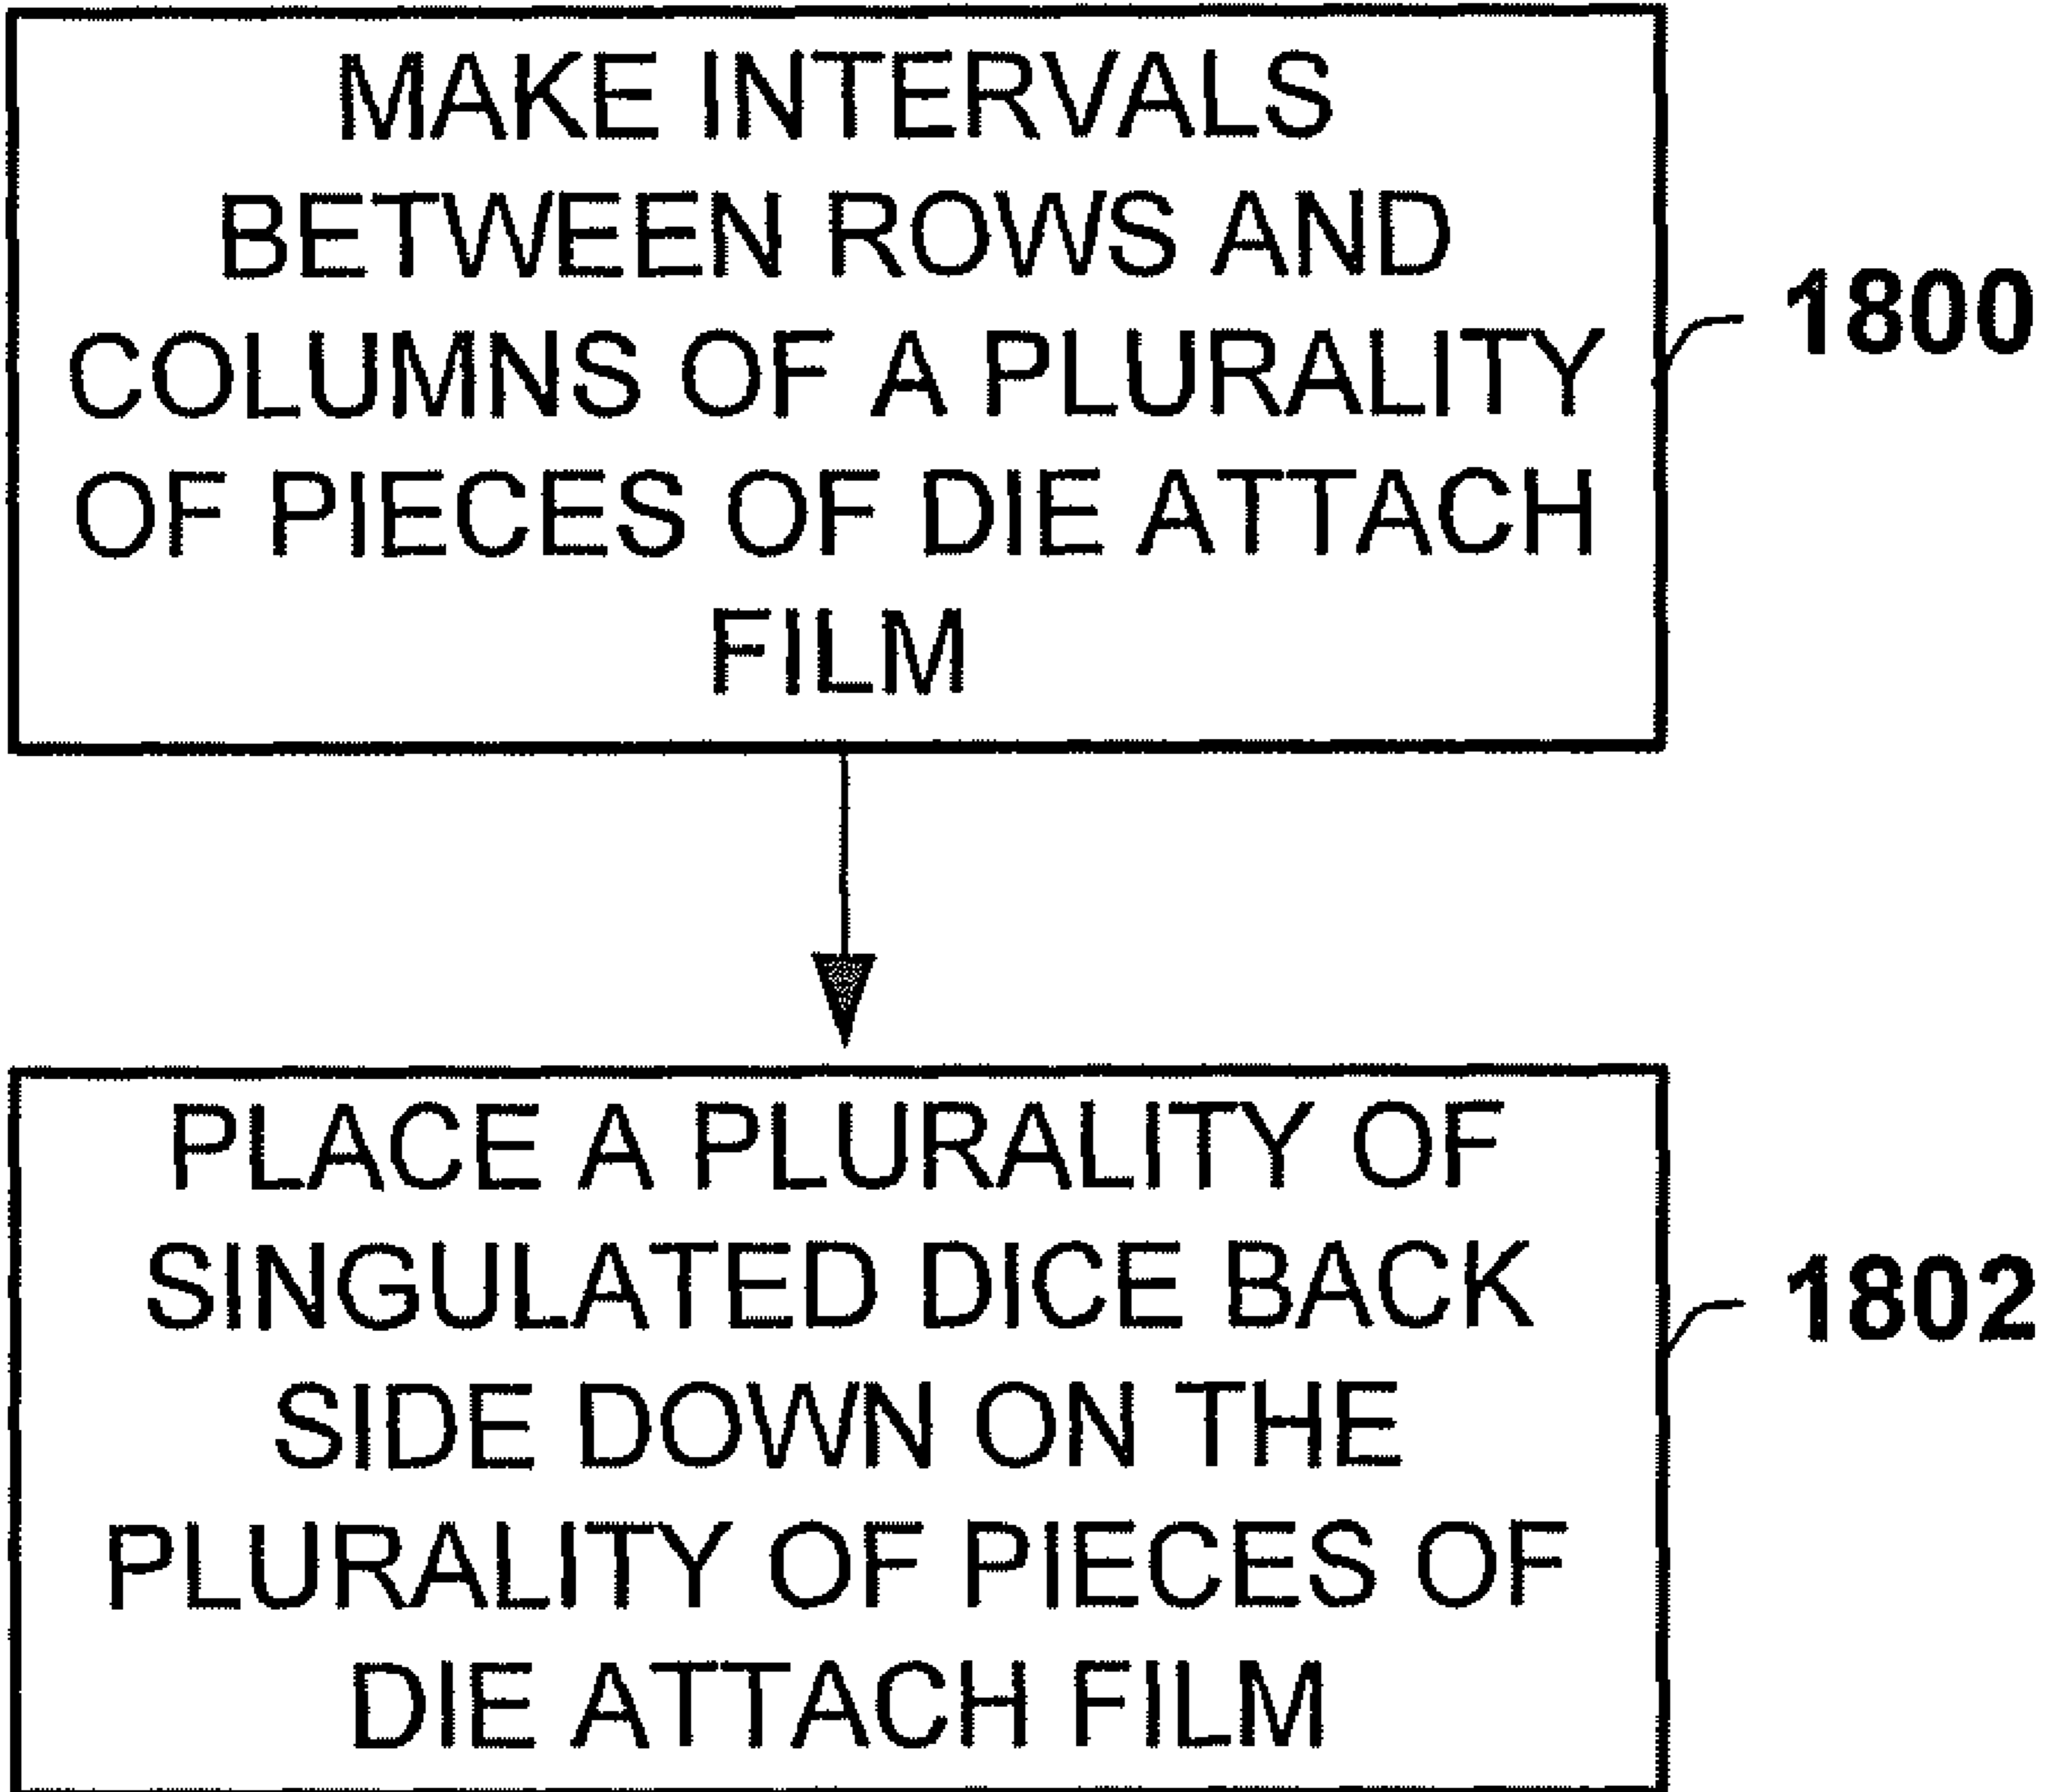 MAKE INTERVALS
BETWEEN ROWS AND
COLUMNS OF A PLURALITY
OF PIECES OF DIE ATTACH
FILM
1800
PLACE A PLURALITY OF
SINGULATED DICE BACK
SIDE DOWN ON THE
PLURALITY OF PIECES OF
DIE ATTACH FILM
1802